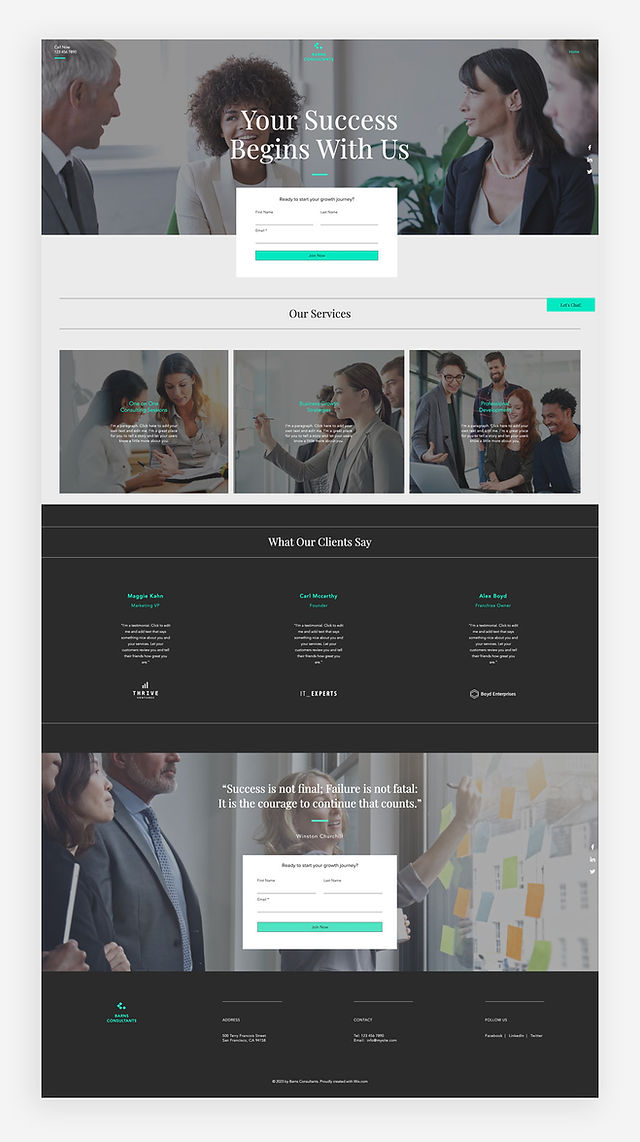 Call Now
123 456 7890
BARNS
CONSULTANTS
Home
Your Success
Begins With Us
Ready to start your growth journey?
First Name
Last Name
Email *
Join Now
Let's Chat!
Our Services
One on One
Consulting Sessions
I'm a paragraph. Click here to add your
own text and edit me. I'm a great place
for you to tell a story and let your users
know a little more about you.
Business Growth
Strategies
I'm a paragraph. Click here to add your
own text and edit me. I'm a great place
for you to tell a story and let your users
know a little more about you.
Professional
Development
I'm a paragraph. Click here to add your
own text and edit me. I'm a great place
for you to tell a story and let your users
know a little more about you.
What Our Clients Say
Maggie Kahn
Marketing VP
"I'm a testimonial. Click to edit
me and add text that says
something nice about you and
your services. Let your
customers review you and tell
their friends how great you
are."
THRIVE
VENTURES
Carl Mccarthy
Founder
"I'm a testimonial. Click to edit
me and add text that says
something nice about you and
your services. Let your
customers review you and tell
their friends how great you
are."
IT_EXPERTS
Alex Boyd
Franchise Owner
"I'm a testimonial. Click to edit
me and add text that says
something nice about you and
your services. Let your
customers review you and tell
their friends how great you
are."
Boyd Enterprises
“Success is not final; Failure is not fatal:
It is the courage to continue that counts.”
Winston Churchill
Ready to start your growth journey?
First Name
Last Name
Email *
Join Now
BARNS
CONSULTANTS
ADDRESS
500 Terry Francois Street
San Francisco, CA 94158
CONTACT
Tel: 123 456 7890
Email: info@mysite.com
FOLLOW US
Facebook | LinkedIn | Twitter
© 2023 by Barns Consultants. Proudly created with Wix.com